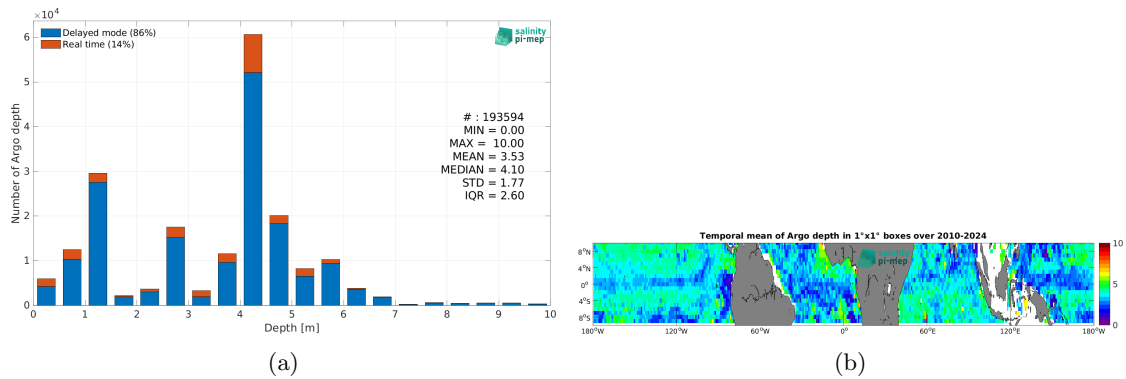 ×10⁴
6
5
4
3
2
1
0
Number of Argo depth
Delayed mode (86%)
Real time (14%)
salinity
pi-mep
# : 193594
MIN = 0.00
MAX = 10.00
MEAN = 3.53
MEDIAN = 4.10
STD = 1.77
IQR = 2.60
0 1 2 3 4 5 6 7 8 9 10
Depth [m]
(a)
Temporal mean of Argo depth in 1°x1° boxes over 2010-2024
salinity
pi-mep
8°N
4°N
0°
4°S
8°S
180°W 120°W 60°W 0° 60°E 120°E 180°W
10
5
0
(b)